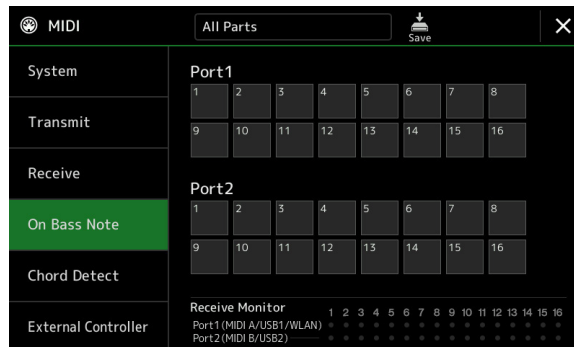 MIDI
All Parts
Save
System
Transmit
Receive
On Bass Note
Chord Detect
External Controller
Port1
1 2 3 4 5 6 7 8
9 10 11 12 13 14 15 16
Port2
1 2 3 4 5 6 7 8
9 10 11 12 13 14 15 16
Receive Monitor 1 2 3 4 5 6 7 8 9 10 11 12 13 14 15 16
Port1(MIDI A/USB1/WLAN)
Port2(MIDI B/USB2)